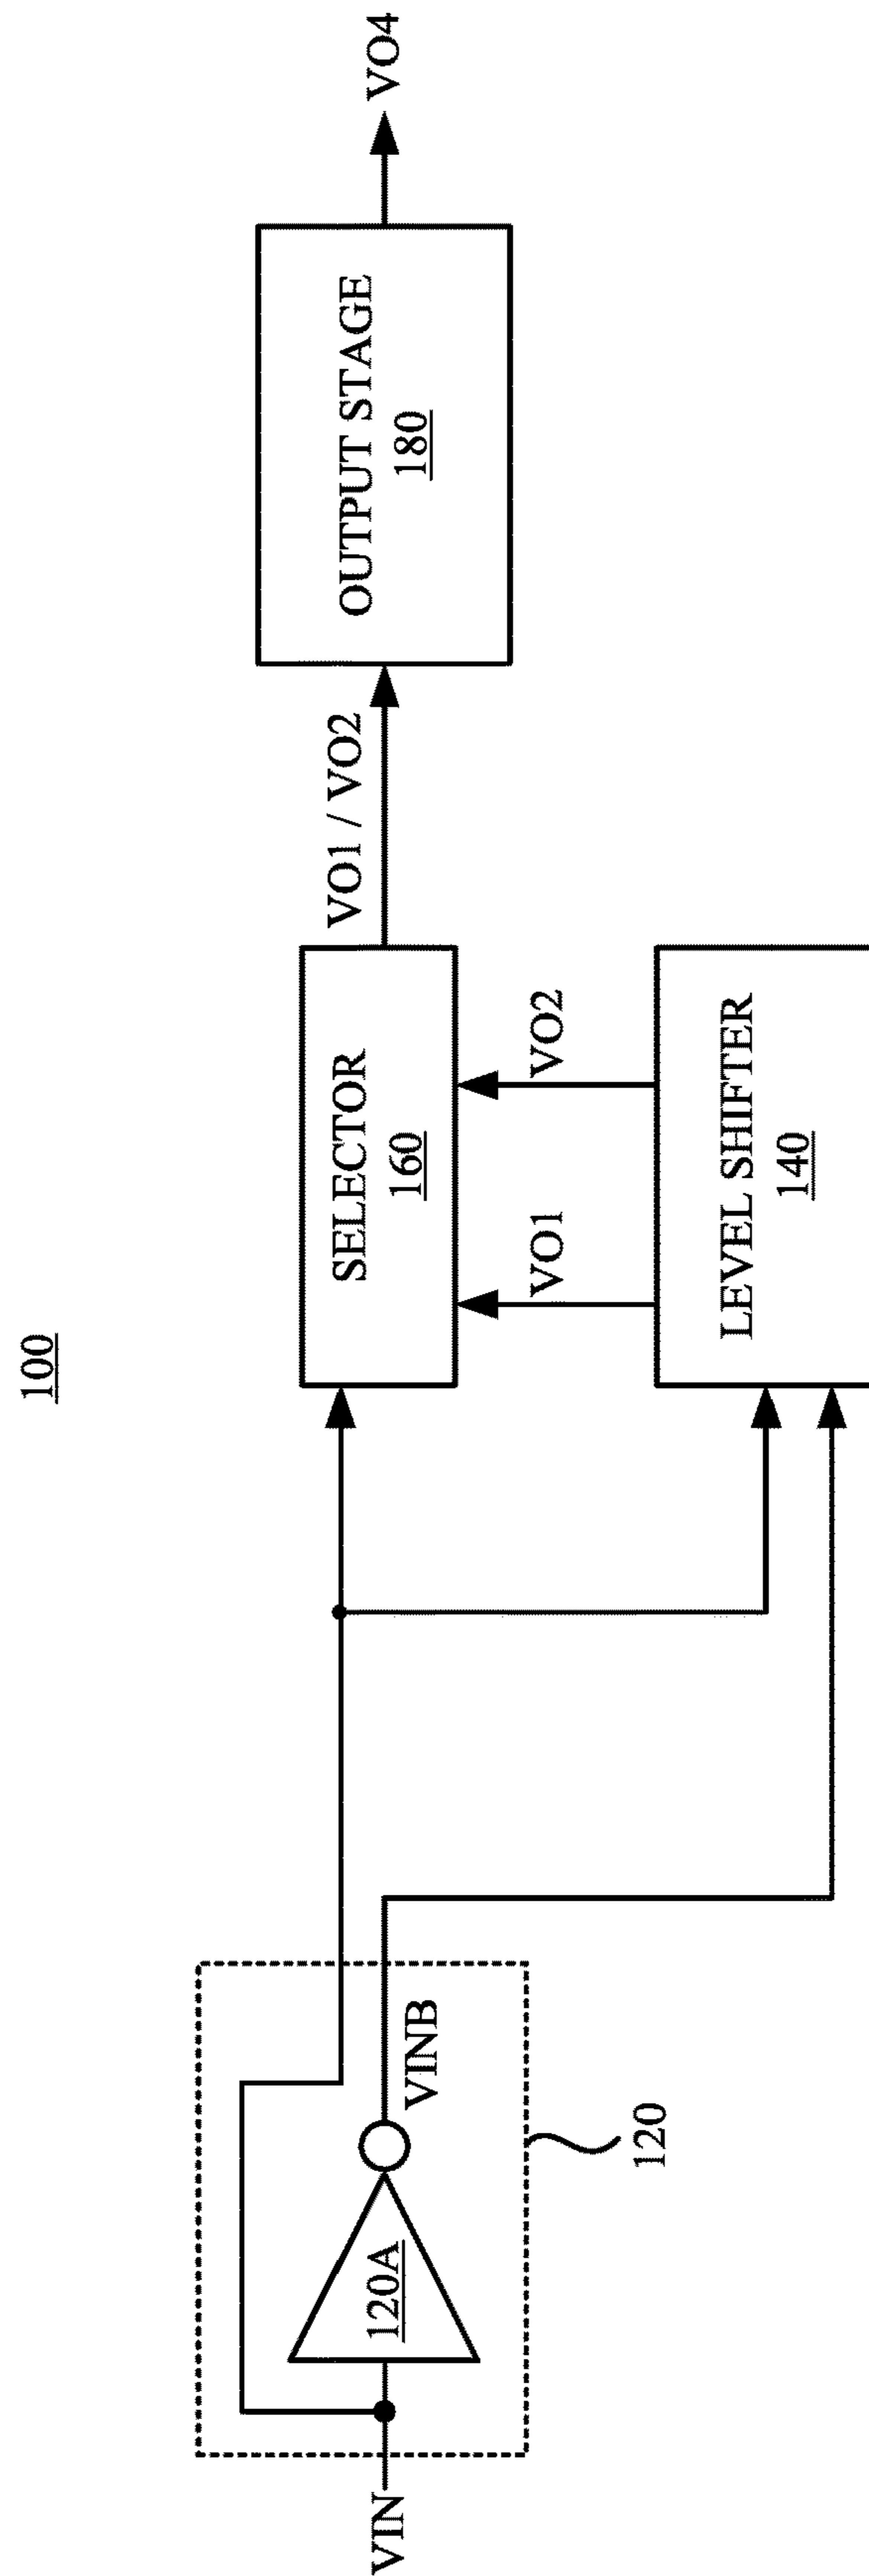 100
VIN
120A
VINB
120
SELECTOR
160
VO1
VO2
LEVEL SHIFTER
140
VO1 / VO2
OUTPUT STAGE
180
VO4